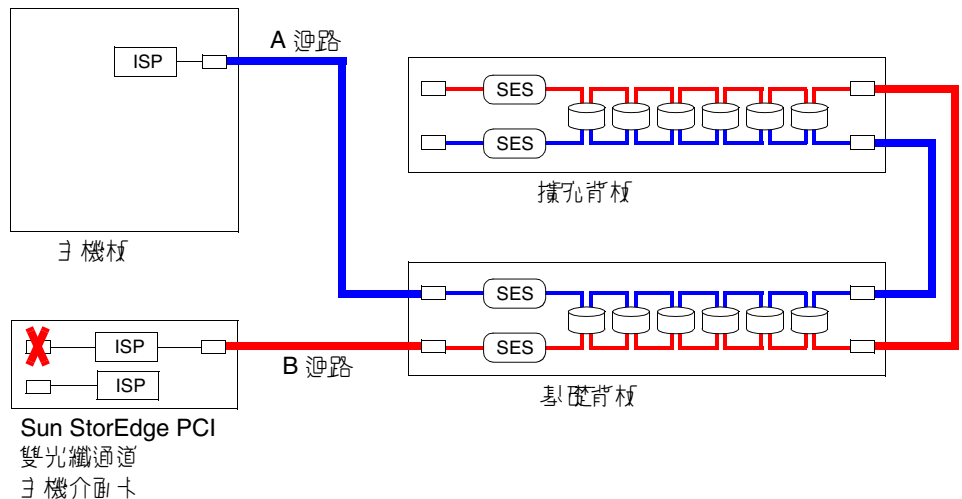 ISP
A 迴路
SES
SES
擴充背板
主機板
SES
SES
B 迴路
基礎背板
ISP
ISP
Sun StorEdge PCI
雙光纖通道
主機介面卡